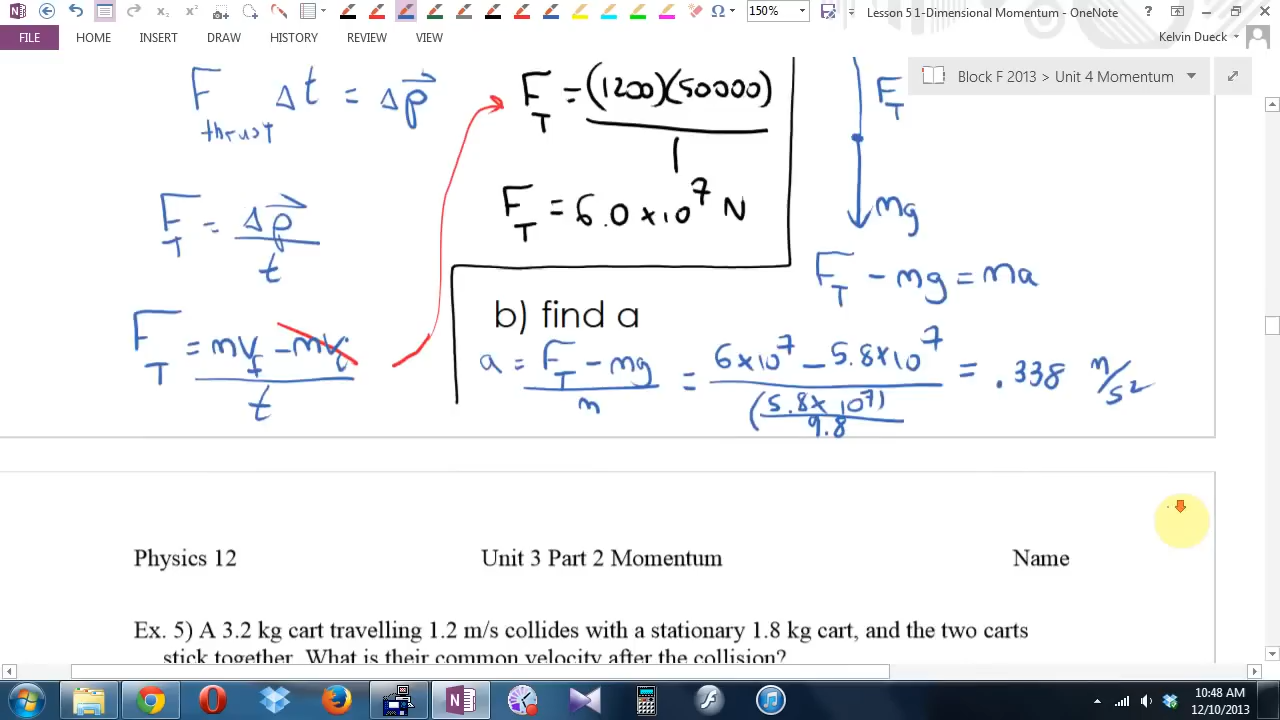 150%
Lesson 5 1-Dimensional Momentum - OneNote
FILE HOME INSERT DRAW HISTORY REVIEW VIEW
Kelvin Dueck
Block F 2013 > Unit 4 Momentum
F thrust Δt = Δp
F_T = Δp / t
F_T = mv_f - mv_i / t
F_T = (1200)(50000) / 1
F_T = 6.0 × 10^7 N
F_T
mg
F_T - mg = ma
b) find a
a = F_T - mg / m = 6×10^7 - 5.8×10^7 / (5.8×10^7 / 9.8) = .338 m/s^2
Physics 12 Unit 3 Part 2 Momentum Name
Ex. 5) A 3.2 kg cart travelling 1.2 m/s collides with a stationary 1.8 kg cart, and the two carts
stick together. What is their common velocity after the collision?
10:48 AM
12/10/2013